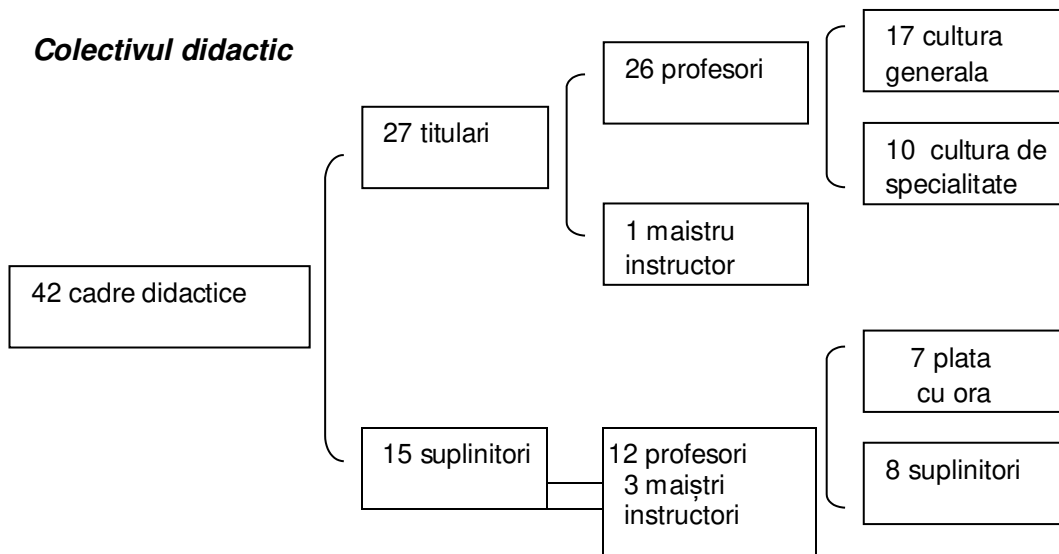 Colectivul didactic
42 cadre didactice
27 titulari
26 profesori
17 cultura
generala
10 cultura de
specialitate
1 maistru
instructor
15 suplinitori
12 profesori
3 maiștri
instructori
7 plata
cu ora
8 suplinitori